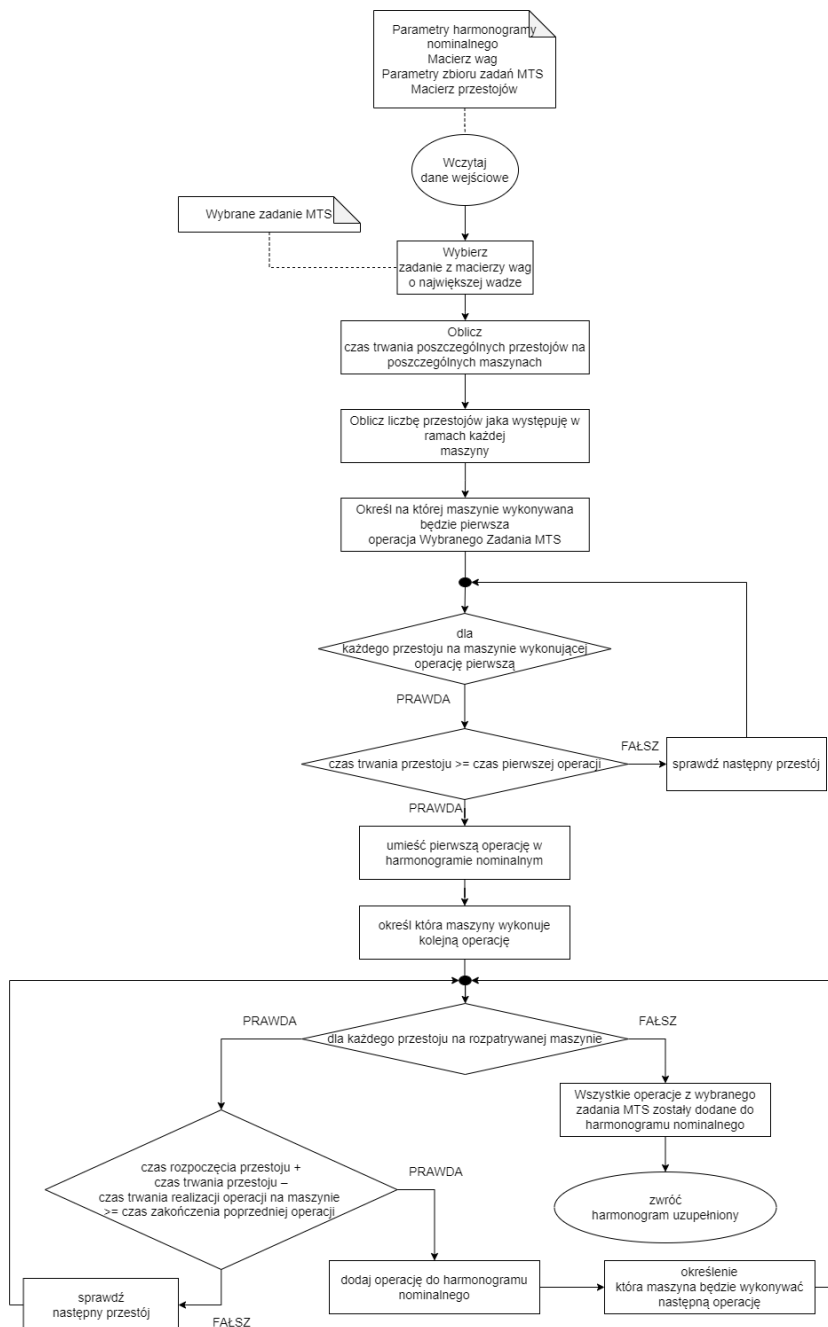 Parametry harmonogramy
nominalnego
Macierz wag
Parametry zbioru zadań MTS
Macierz przestojów
Wczytaj
dane wejściowe
Wybrane zadanie MTS
Wybierz
zadanie z macierzy wag
o największej wadze
Oblicz
czas trwania poszczególnych przestojów na
poszczególnych maszynach
Oblicz liczbę przestojów jaka występuję w
ramach każdej
maszyny
Określ na której maszynie wykonywana
będzie pierwsza
operacja Wybranego Zadania MTS
dla
każdego przestoju na maszynie wykonującej
operację pierwszą
PRAWDA
czas trwania przestoju >= czas pierwszej operacji
FAŁSZ
sprawdź następny przestój
PRAWDA
umieść pierwszą operację w
harmonogramie nominalnym
określ która maszyny wykonuje
kolejną operację
PRAWDA
dla każdego przestoju na rozpatrywanej maszynie
FAŁSZ
Wszystkie operacje z wybranego
zadania MTS zostały dodane do
harmonogramu nominalnego
czas rozpoczęcia przestoju +
czas trwania przestoju –
czas trwania realizacji operacji na maszynie
>= czas zakończenia poprzedniej operacji
PRAWDA
zwróć
harmonogram uzupełniony
sprawdź
następny przestój
FAŁSZ
dodaj operację do harmonogramu
nominalnego
określenie
która maszyna będzie wykonywać
następną operację